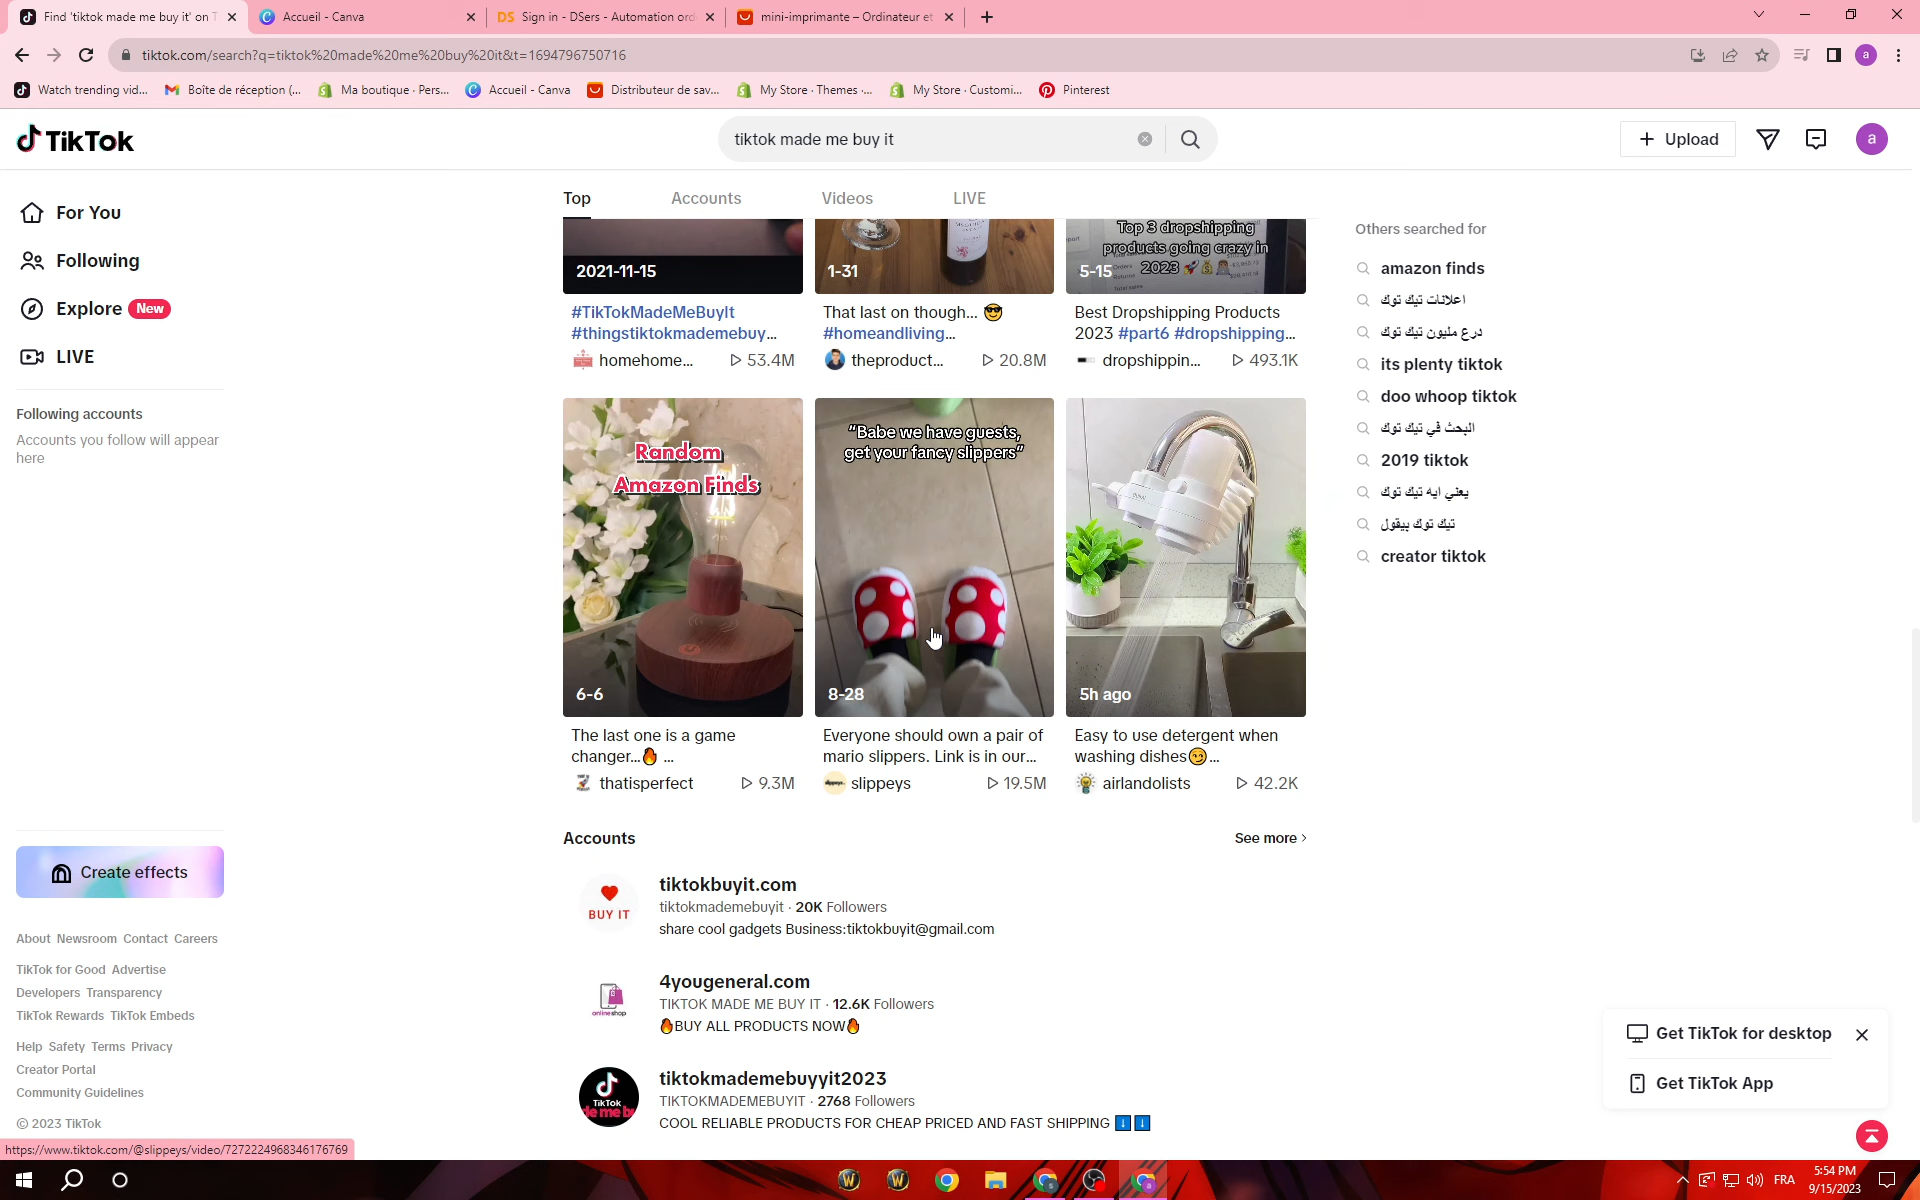 Find 'tiktok made me buy it' on T
Accueil - Canva
DS Sign in - DSers - Automation ord
mini-imprimante – Ordinateur et
tiktok.com/search?q=tiktok%20made%20me%20buy%20it&t=1694796750716
a
Watch trending vid...
Boîte de réception (...
Ma boutique · Pers...
Accueil - Canva
Distributeur de sav...
My Store · Themes ·...
My Store · Customi...
Pinterest
TikTok
tiktok made me buy it
Upload
a
For You
Following
Explore New
LIVE
Following accounts
Accounts you follow will appear
here
Create effects
About Newsroom Contact Careers
TikTok for Good Advertise
Developers Transparency
TikTok Rewards TikTok Embeds
Help Safety Terms Privacy
Creator Portal
Community Guidelines
© 2023 TikTok
https://www.tiktok.com/@slippeys/video/7272224968346176769
Top Accounts Videos LIVE
2021-11-15
#TikTokMadeMeBuyIt
#thingstiktokmademebuy...
homehome... 53.4M
1-31
That last on though... 😎
#homeandliving...
theproduct... 20.8M
Top 3 dropshipping
products going crazy in
2023 🚀💰
5-15
Best Dropshipping Products
2023 #part6 #dropshipping...
dropshippin... 493.1K
Random
Amazon Finds
6-6
The last one is a game
changer...🔥 ...
thatisperfect 9.3M
"Babe we have guests,
get your fancy slippers"
8-28
Everyone should own a pair of
mario slippers. Link is in our...
slippeys 19.5M
5h ago
Easy to use detergent when
washing dishes😏...
airlandolists 42.2K
Accounts
See more >
BUY IT
tiktokbuyit.com
tiktokmademebuyit · 20K Followers
share cool gadgets Business:tiktokbuyit@gmail.com
onlineshop
4yougeneral.com
TIKTOK MADE ME BUY IT · 12.6K Followers
🔥BUY ALL PRODUCTS NOW🔥
TikTok
tiktokmademebuyyit2023
TIKTOKMADEMEBUYIT · 2768 Followers
COOL RELIABLE PRODUCTS FOR CHEAP PRICED AND FAST SHIPPING ⬇️⬇️
Others searched for
amazon finds
اعلانات تيك توك
درع مليون تيك توك
its plenty tiktok
doo whoop tiktok
البحث في تيك توك
2019 tiktok
يعني ايه تيك توك
تيك توك بيقول
creator tiktok
Get TikTok for desktop
Get TikTok App
FRA
5:54 PM
9/15/2023